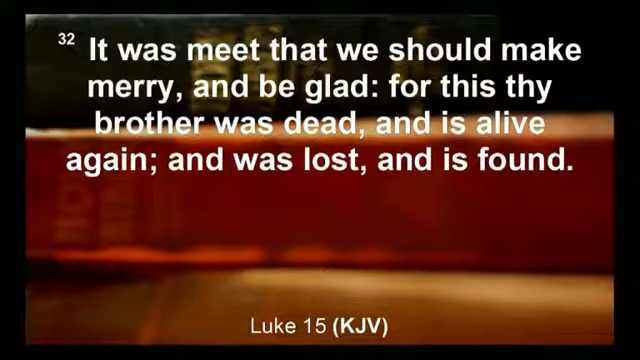 32 It was meet that we should make
merry, and be glad: for this thy
brother was dead, and is alive
again; and was lost, and is found.
Luke 15 (KJV)